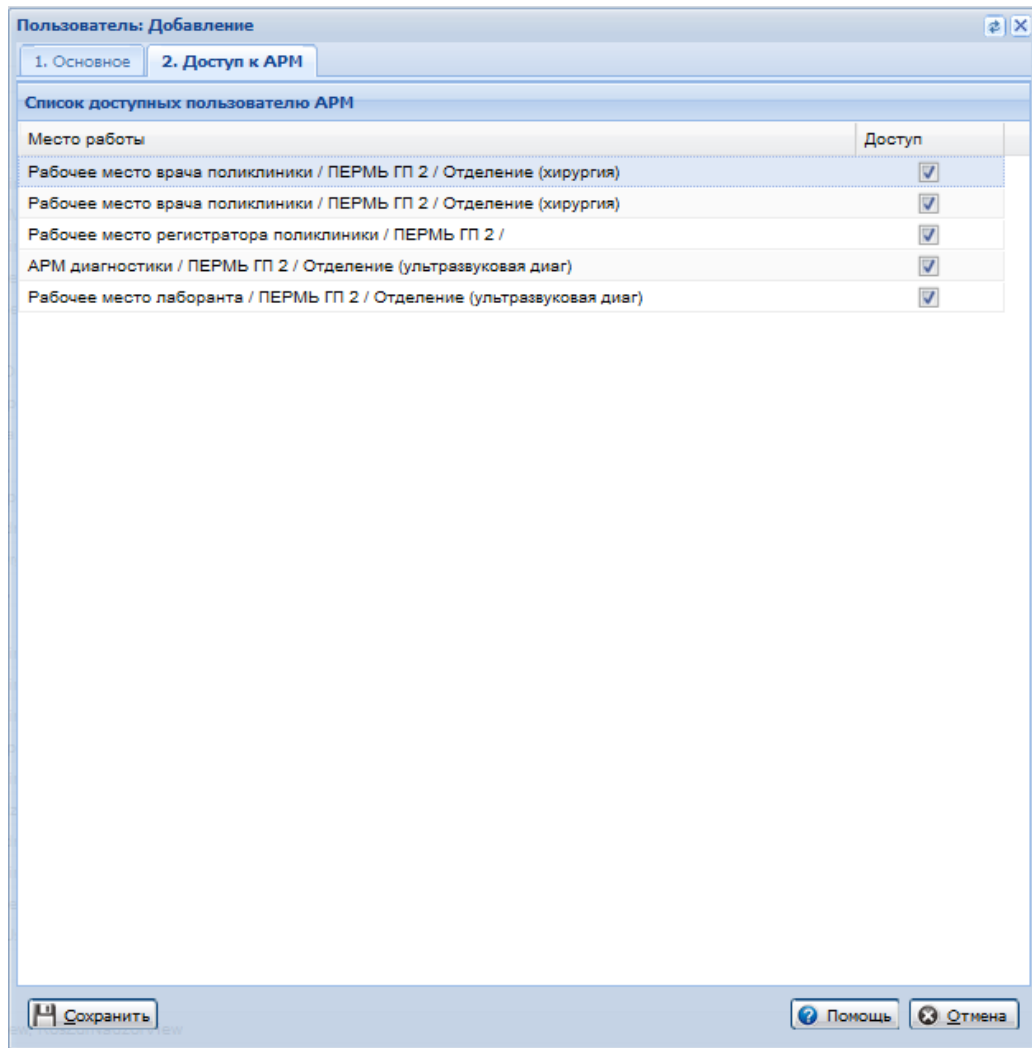 Пользователь: Добавление
1. Основное 2. Доступ к АРМ
Список доступных пользователю АРМ
Место работы Доступ
Рабочее место врача поликлиники / ПЕРМЬ ГП 2 / Отделение (хирургия)
Рабочее место врача поликлиники / ПЕРМЬ ГП 2 / Отделение (хирургия)
Рабочее место регистратора поликлиники / ПЕРМЬ ГП 2 /
АРМ диагностики / ПЕРМЬ ГП 2 / Отделение (ультразвуковая диаг)
Рабочее место лаборанта / ПЕРМЬ ГП 2 / Отделение (ультразвуковая диаг)
Сохранить Помощь Отмена